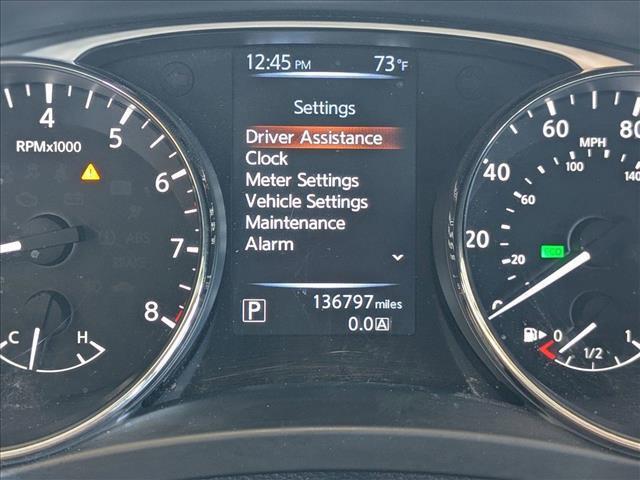 12:45 PM 73°F
Settings
Driver Assistance
Clock
Meter Settings
Vehicle Settings
Maintenance
Alarm
P 136797 miles
0.0 A
4 5 6 7 8
RPMx1000
C H
ABS
0 20 40 60 80
MPH
20 60 100 140
ECO
0 1/2 1